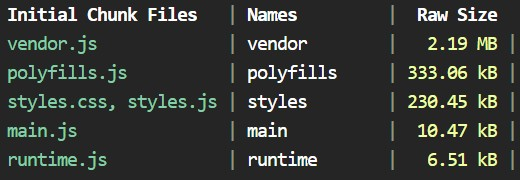 Initial Chunk Files | Names | Raw Size
vendor.js | vendor | 2.19 MB |
polyfills.js | polyfills | 333.06 kB |
styles.css, styles.js | styles | 230.45 kB |
main.js | main | 10.47 kB |
runtime.js | runtime | 6.51 kB |